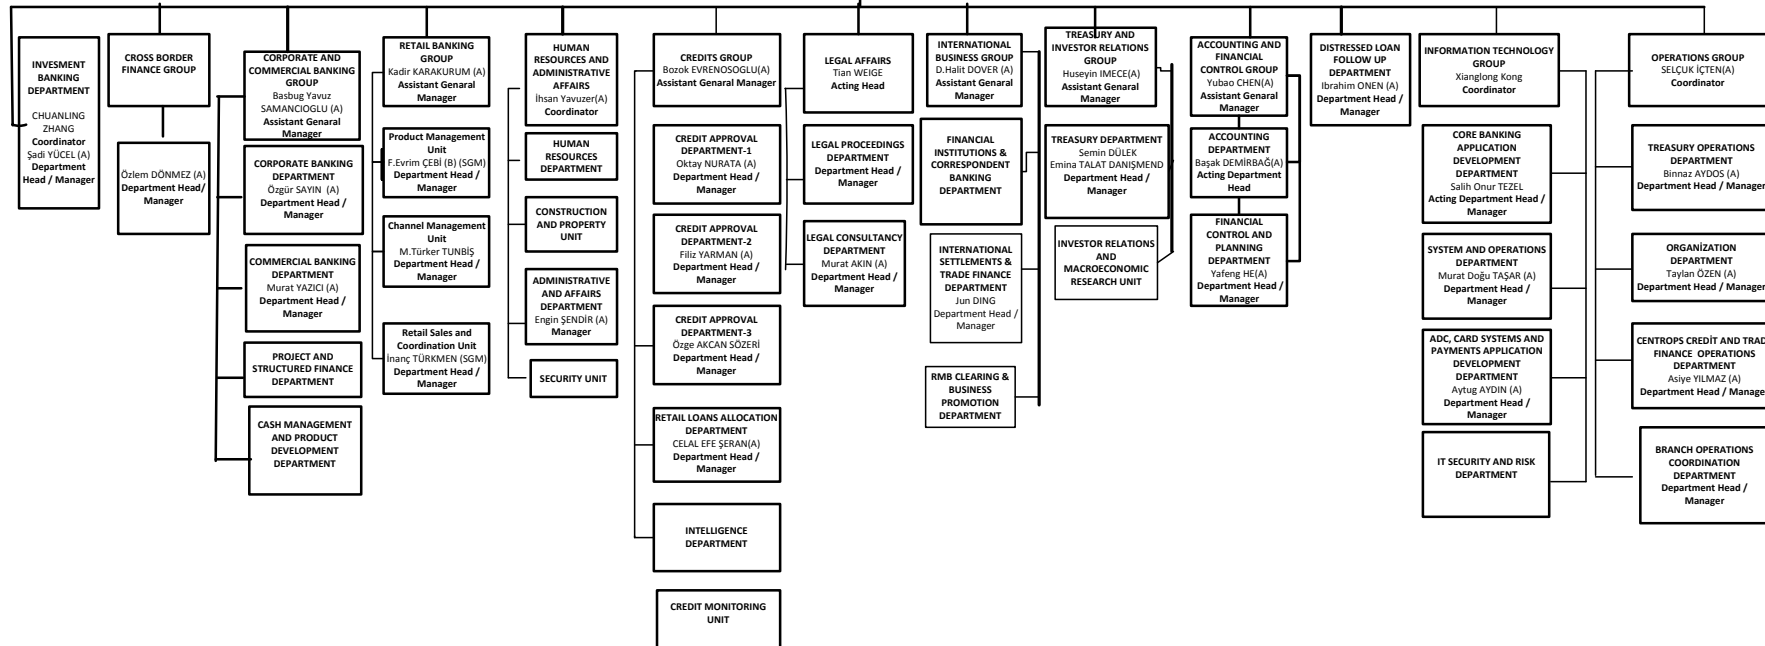 INVESMENT
BANKING
DEPARTMENT
CHUANLING
ZHANG
Coordinator
Şadi YÜCEL (A)
Department
Head / Manager
CROSS BORDER
FINANCE GROUP
Özlem DÖNMEZ (A)
Department Head/
Manager
CORPORATE AND
COMMERCIAL BANKING
GROUP
Basbug Yavuz
SAMANCIOGLU (A)
Assistant Genaral
Manager
CORPORATE BANKING
DEPARTMENT
Özgür SAYIN (A)
Department Head /
Manager
COMMERCIAL BANKING
DEPARTMENT
Murat YAZICI (A)
Department Head /
Manager
PROJECT AND
STRUCTURED FINANCE
DEPARTMENT
CASH MANAGEMENT
AND PRODUCT
DEVELOPMENT
DEPARTMENT
RETAIL BANKING
GROUP
Kadir KARAKURUM (A)
Assistant Genaral
Manager
Product Management
Unit
F.Evrim ÇEBİ (B) (SGM)
Department Head /
Manager
Channel Management
Unit
M.Türker TUNBİŞ
Department Head /
Manager
Retail Sales and
Coordination Unit
İnanç TÜRKMEN (SGM)
Department Head /
Manager
HUMAN
RESOURCES AND
ADMINISTRATIVE
AFFAIRS
İhsan Yavuzer(A)
Coordinator
HUMAN
RESOURCES
DEPARTMENT
CONSTRUCTION
AND PROPERTY
UNIT
ADMINISTRATIVE
AND AFFAIRS
DEPARTMENT
Engin ŞENDİR (A)
Manager
SECURITY UNIT
CREDITS GROUP
Bozok EVRENOSOGLU(A)
Assistant Genaral Manager
CREDIT APPROVAL
DEPARTMENT-1
Oktay NURATA (A)
Department Head /
Manager
CREDIT APPROVAL
DEPARTMENT-2
Filiz YARMAN (A)
Department Head /
Manager
CREDIT APPROVAL
DEPARTMENT-3
Özge AKCAN SÖZERİ
Department Head /
Manager
RETAIL LOANS ALLOCATION
DEPARTMENT
CELAL EFE ŞERAN(A)
Department Head /
Manager
INTELLIGENCE
DEPARTMENT
CREDIT MONITORING
UNIT
LEGAL AFFAIRS
Tian WEIGE
Acting Head
LEGAL PROCEEDINGS
DEPARTMENT
Department Head /
Manager
LEGAL CONSULTANCY
DEPARTMENT
Murat AKIN (A)
Department Head /
Manager
INTERNATIONAL
BUSINESS GROUP
D.Halit DOVER (A)
Assistant Genaral
Manager
FINANCIAL
INSTITUTIONS &
CORRESPONDENT
BANKING
DEPARTMENT
INTERNATIONAL
SETTLEMENTS &
TRADE FINANCE
DEPARTMENT
Jun DING
Department Head /
Manager
RMB CLEARING &
BUSINESS
PROMOTION
DEPARTMENT
TREASURY AND
INVESTOR RELATIONS
GROUP
Huseyin IMECE(A)
Assistant Genaral
Manager
TREASURY DEPARTMENT
Semin DÜLEK
Emina TALAT DANIŞMEND
Department Head /
Manager
INVESTOR RELATIONS
AND
MACROECONOMIC
RESEARCH UNIT
ACCOUNTING AND
FINANCIAL
CONTROL GROUP
Yubao CHEN(A)
Assistant Genaral
Manager
ACCOUNTING
DEPARTMENT
Başak DEMİRBAĞ(A)
Acting Department
Head
FINANCIAL
CONTROL AND
PLANNING
DEPARTMENT
Yafeng HE(A)
Department Head /
Manager
DISTRESSED LOAN
FOLLOW UP
DEPARTMENT
Ibrahim ONEN (A)
Department Head /
Manager
INFORMATION TECHNOLOGY
GROUP
Xianglong Kong
Coordinator
CORE BANKING
APPLICATION
DEVELOPMENT
DEPARTMENT
Salih Onur TEZEL
Acting Department Head /
Manager
SYSTEM AND OPERATIONS
DEPARTMENT
Murat Doğu TAŞAR (A)
Department Head /
Manager
ADC, CARD SYSTEMS AND
PAYMENTS APPLICATION
DEVELOPMENT
DEPARTMENT
Aytug AYDIN (A)
Department Head /
Manager
IT SECURITY AND RISK
DEPARTMENT
OPERATIONS GROUP
SELÇUK İÇTEN(A)
Coordinator
TREASURY OPERATIONS
DEPARTMENT
Binnaz AYDOS (A)
Department Head / Manager
ORGANİZATION
DEPARTMENT
Taylan ÖZEN (A)
Department Head / Manager
CENTROPS CREDİT AND TRAD
FINANCE OPERATIONS
DEPARTMENT
Asiye YILMAZ (A)
Department Head / Manage
BRANCH OPERATIONS
COORDINATION
DEPARTMENT
Department Head /
Manager